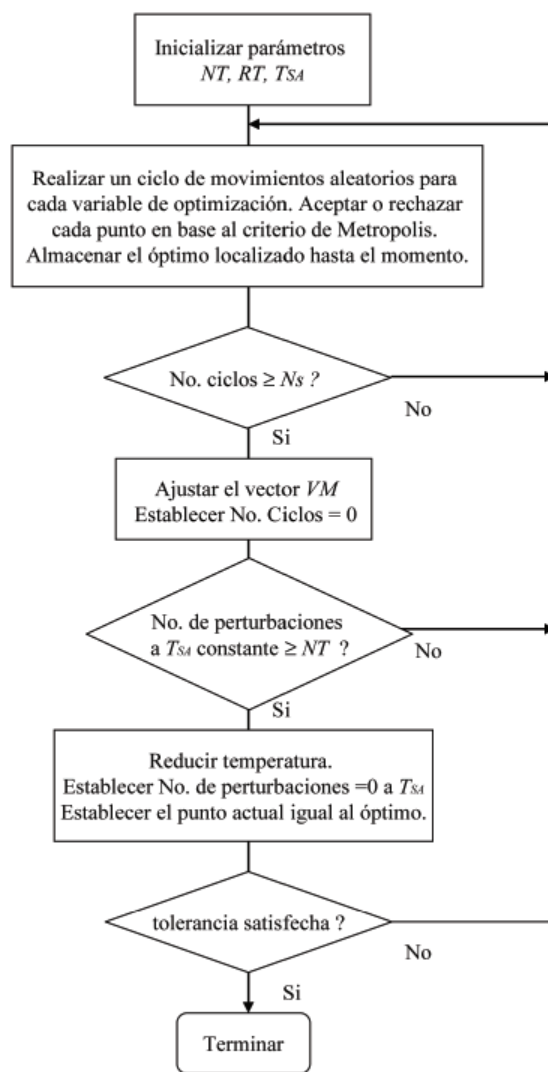 Inicializar parámetros
NT, RT, TSA
Realizar un ciclo de movimientos aleatorios para
cada variable de optimización. Aceptar o rechazar
cada punto en base al criterio de Metropolis.
Almacenar el óptimo localizado hasta el momento.
No. ciclos ≥ Ns ?
No
Si
Ajustar el vector VM
Establecer No. Ciclos = 0
No. de perturbaciones
a TSA constante ≥ NT ?
No
Si
Reducir temperatura.
Establecer No. de perturbaciones =0 a TSA
Establecer el punto actual igual al óptimo.
tolerancia satisfecha ?
No
Si
Terminar